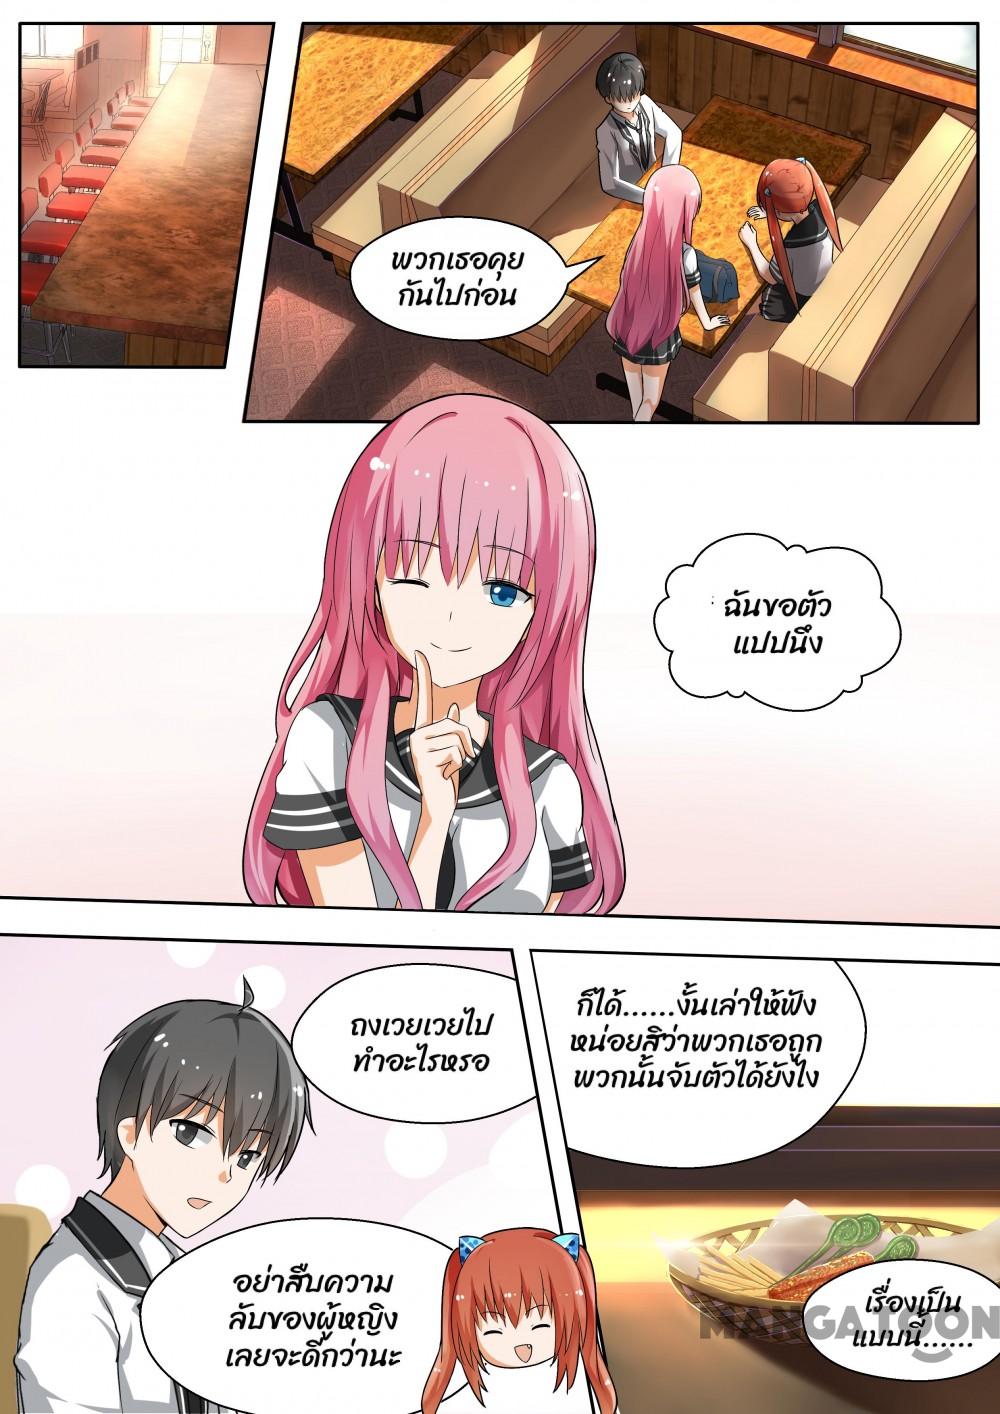 พวกเธอคุย
กันไปก่อน
ฉันขอตัว
แปปนึง
ถงเวยเวยไป
ทำอะไรหรอ
ก็ได้......งั้นเล่าให้ฟัง
หน่อยสิว่าพวกเธอถูก
พวกนั้นจับตัวได้ยังไง
อย่าสืบความ
ลับของผู้หญิง
เลยจะดีกว่านะ
เรื่องเป็น
แบบนี้......
MANGATOON